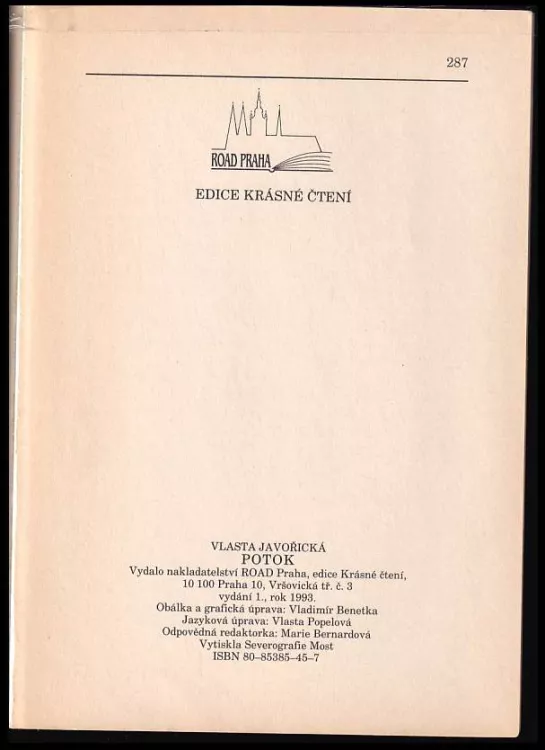 287
ROAD PRAHA
EDICE KRÁSNÉ ČTENÍ
VLASTA JAVOŘICKÁ
POTOK
Vydalo nakladatelství ROAD Praha, edice Krásné čtení,
10 100 Praha 10, Vršovická tř. č. 3
vydání 1., rok 1993.
Obálka a grafická úprava: Vladimír Benetka
Jazyková úprava: Vlasta Popelová
Odpovědná redaktorka: Marie Bernardová
Vytiskla Severografie Most
ISBN 80–85385–45–7